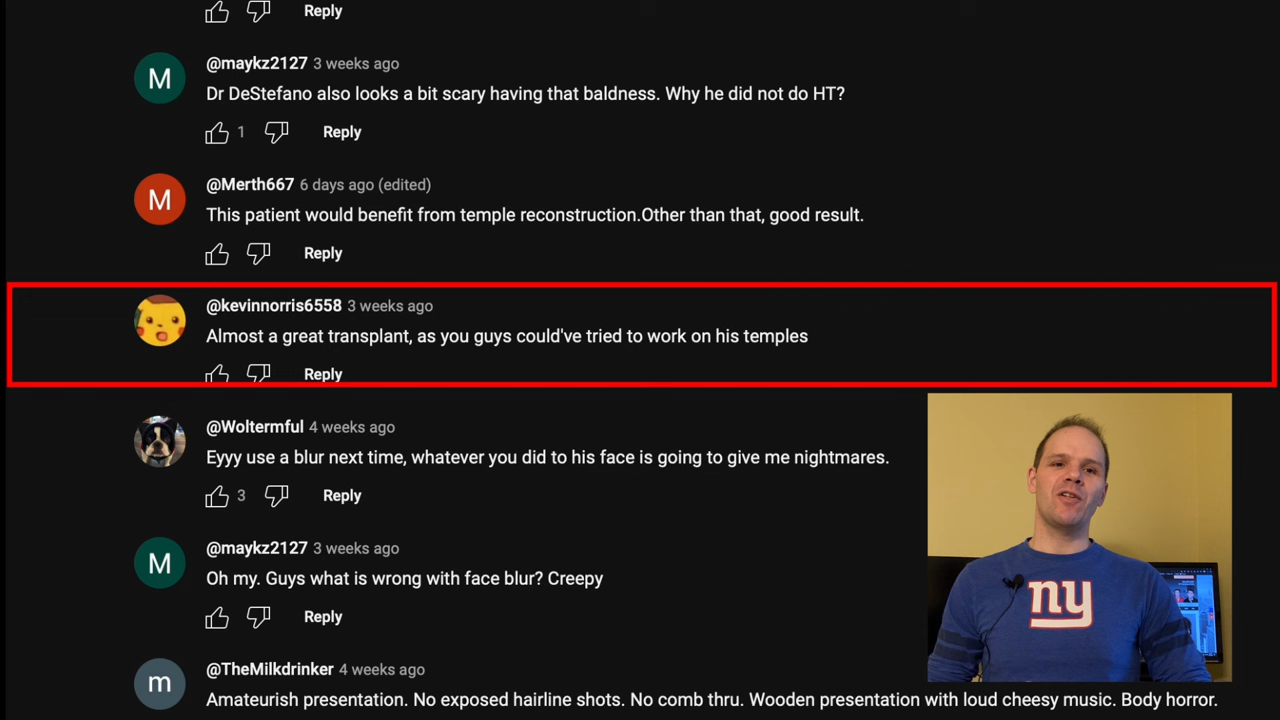 Reply
M
@maykz2127 3 weeks ago
Dr DeStefano also looks a bit scary having that baldness. Why he did not do HT?
1 Reply
M
@Merth667 6 days ago (edited)
This patient would benefit from temple reconstruction.Other than that, good result.
Reply
@kevinnorris6558 3 weeks ago
Almost a great transplant, as you guys could've tried to work on his temples
Reply
@Woltermful 4 weeks ago
Eyyy use a blur next time, whatever you did to his face is going to give me nightmares.
3 Reply
M
@maykz2127 3 weeks ago
Oh my. Guys what is wrong with face blur? Creepy
Reply
m
@TheMilkdrinker 4 weeks ago
Amateurish presentation. No exposed hairline shots. No comb thru. Wooden presentation with loud cheesy music. Body horror.
ny